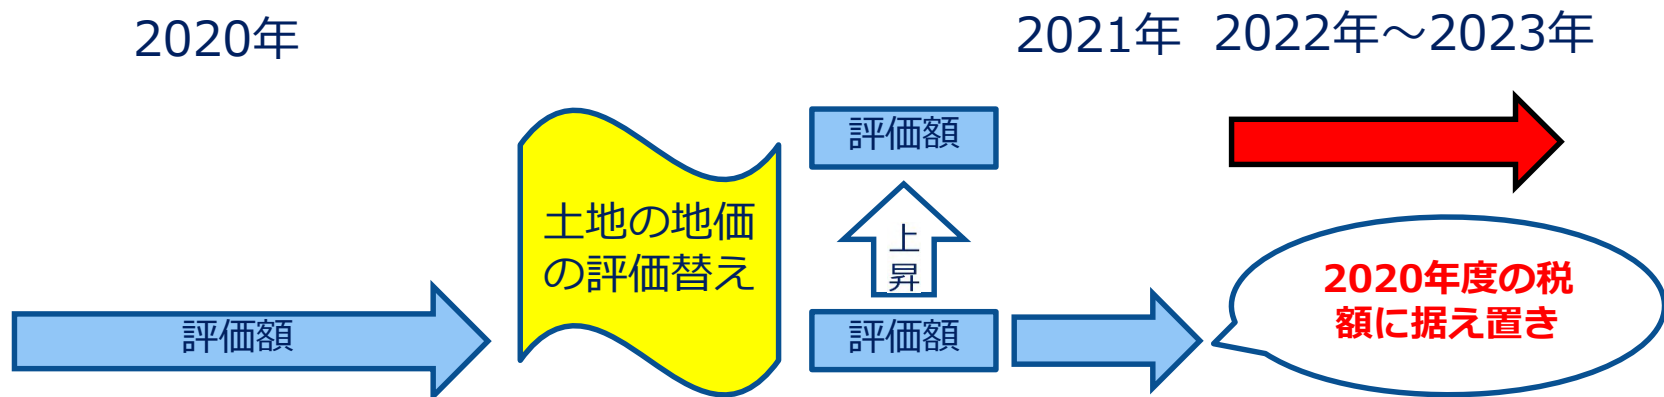 2020年
2021年
2022年～2023年
評価額
土地の地価
の評価替え
評価額
上
昇
評価額
2020年度の税
額に据え置き